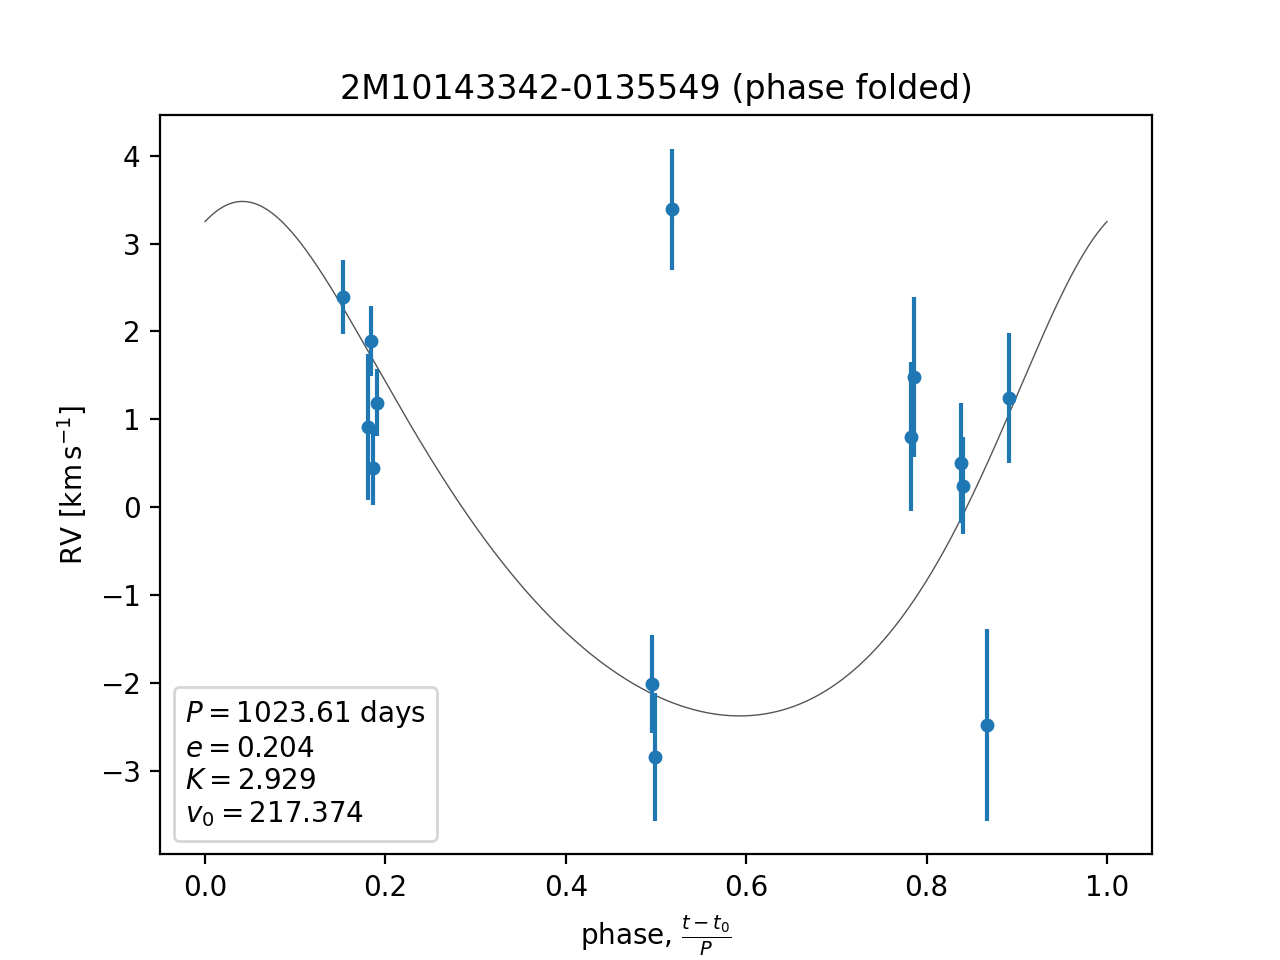 2M10143342-0135549 (phase folded)
RV [km s⁻¹]
4
3
2
1
0
−1
−2
−3
P = 1023.61 days
e = 0.204
K = 2.929
v₀ = 217.374
0.0 0.2 0.4 0.6 0.8 1.0
phase, (t − t₀)/P